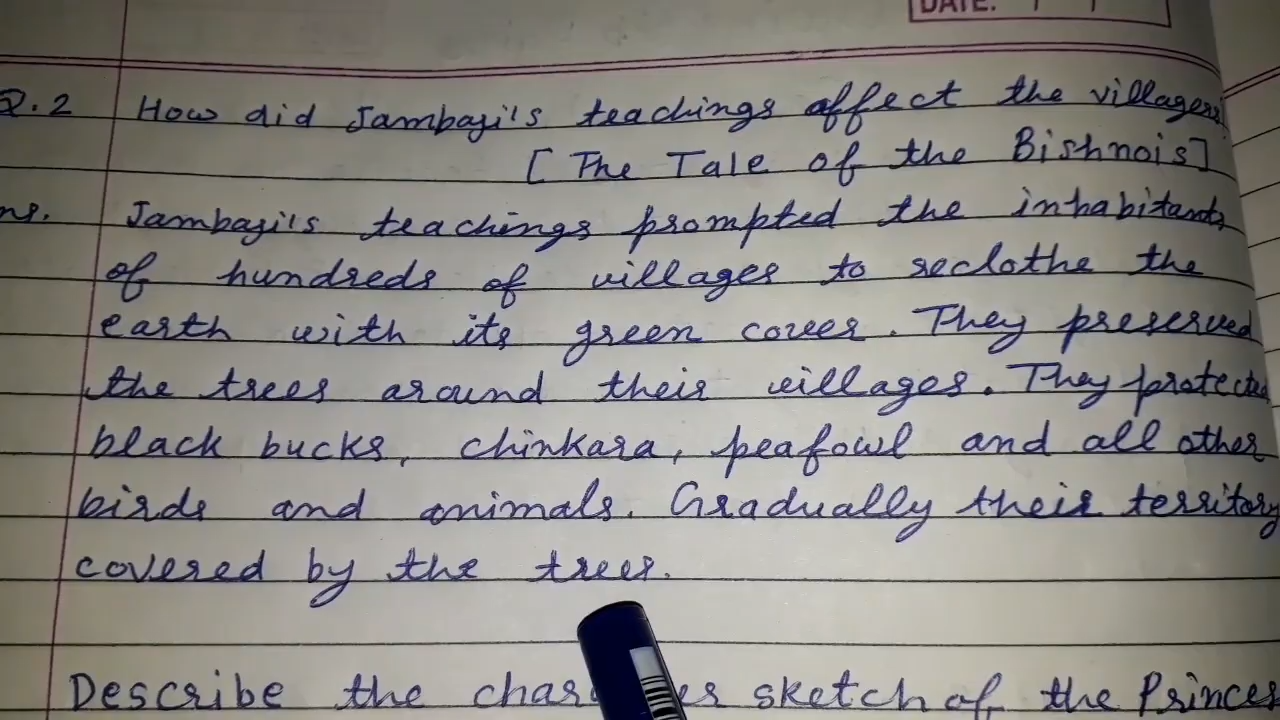 DATE: / /
Q.2 How did Jambaji's teachings affect the villagers
[ The Tale of the Bishnois]
ns. Jambaji's teachings prompted the inhabitants
of hundreds of villages to reclothe the
earth with its green cover. They preserved
the trees around their villages. They protected
black bucks, chinkara, peafowl and all other
birds and animals. Gradually their territory
covered by the trees.
Describe the sketch of the Princes